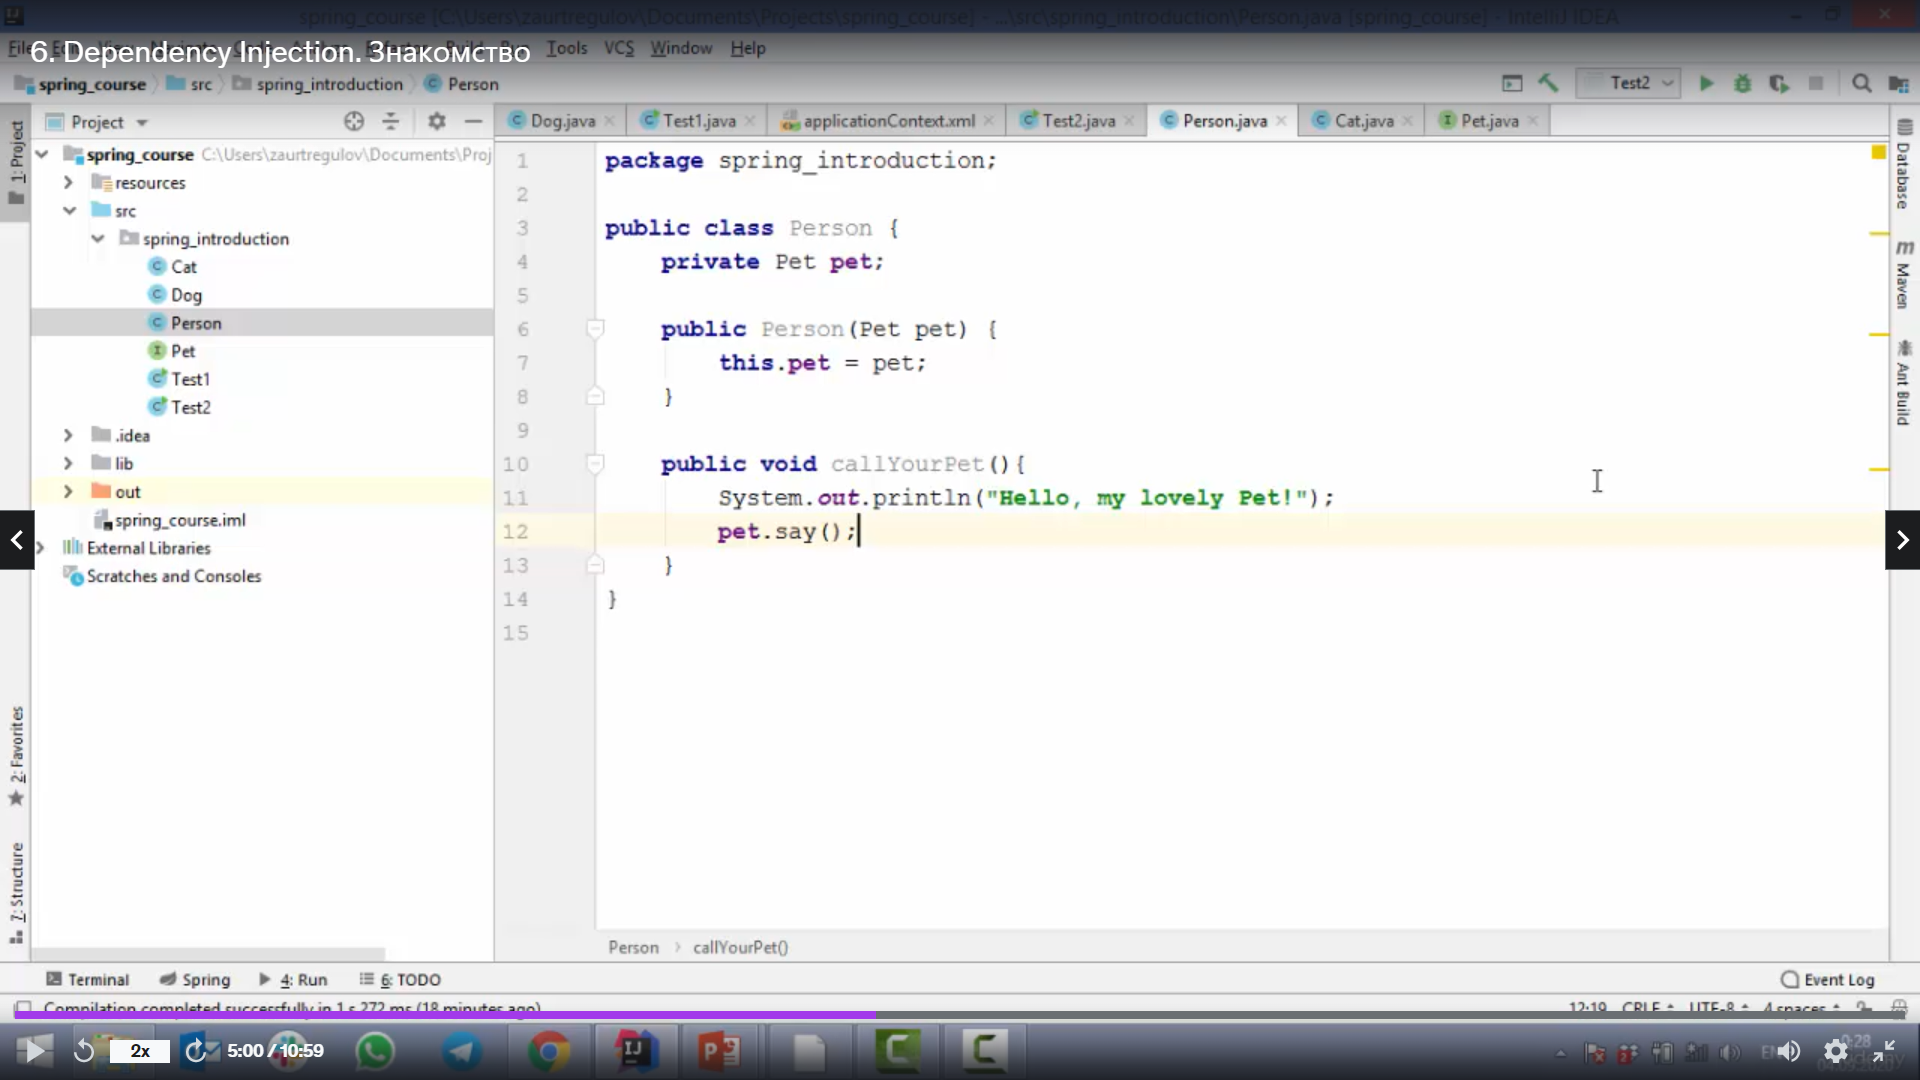 spring_course [C:\Users\zaurtregulov\Documents\Projects\spring_course] - ...\src\spring_introduction\Person.java [spring_course] - IntelliJ IDEA
6. Dependency Injection. Знакомство
File Tools VCS Window Help
spring_course src spring_introduction Person
Test2
Project
Dog.java Test1.java applicationContext.xml Test2.java Person.java Cat.java Pet.java
1: Project
spring_course C:\Users\zaurtregulov\Documents\Proj
resources
src
spring_introduction
Cat
Dog
Person
Pet
Test1
Test2
.idea
lib
out
spring_course.iml
External Libraries
Scratches and Consoles
2: Favorites
7: Structure
1 package spring_introduction;
2
3 public class Person {
4 private Pet pet;
5
6 public Person(Pet pet) {
7 this.pet = pet;
8 }
9
10 public void callYourPet(){
11 System.out.println("Hello, my lovely Pet!");
12 pet.say();
13 }
14 }
15
Database
m Maven
Ant Build
Person > callYourPet()
Terminal Spring 4: Run 6: TODO
Event Log
Compilation completed successfully in 1 s 272 ms (18 minutes ago)
12:19 CRLF UTF-8 4 spaces
2x 5:00 / 10:59